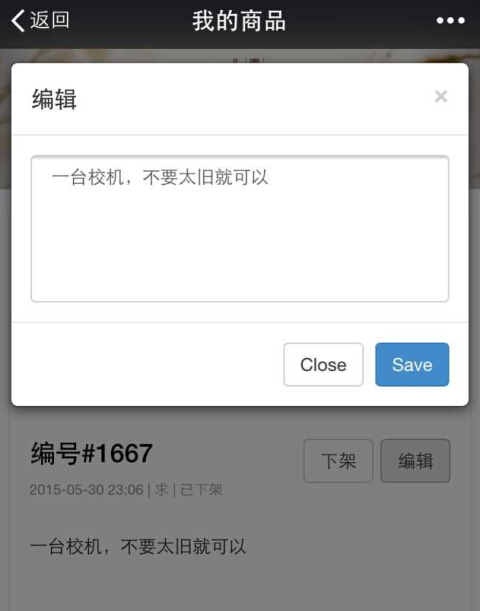 返回
我的商品
•••
编辑
×
一台校机，不要太旧就可以
Close
Save
编号#1667
下架
编辑
2015-05-30 23:06 | 求 | 已下架
一台校机，不要太旧就可以